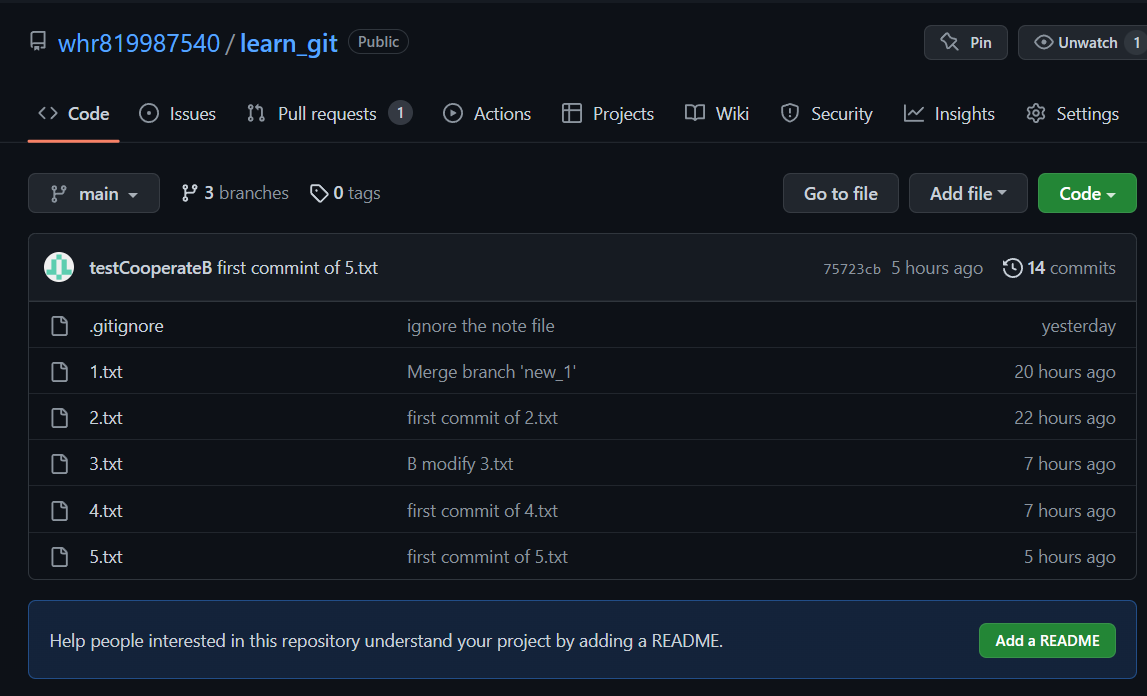 whr819987540 / learn_git Public Pin Unwatch 1
Code Issues Pull requests 1 Actions Projects Wiki Security Insights Settings
main 3 branches 0 tags Go to file Add file Code
testCooperateB first commint of 5.txt 75723cb 5 hours ago 14 commits
.gitignore ignore the note file yesterday
1.txt Merge branch 'new_1' 20 hours ago
2.txt first commit of 2.txt 22 hours ago
3.txt B modify 3.txt 7 hours ago
4.txt first commit of 4.txt 7 hours ago
5.txt first commint of 5.txt 5 hours ago
Help people interested in this repository understand your project by adding a README. Add a README